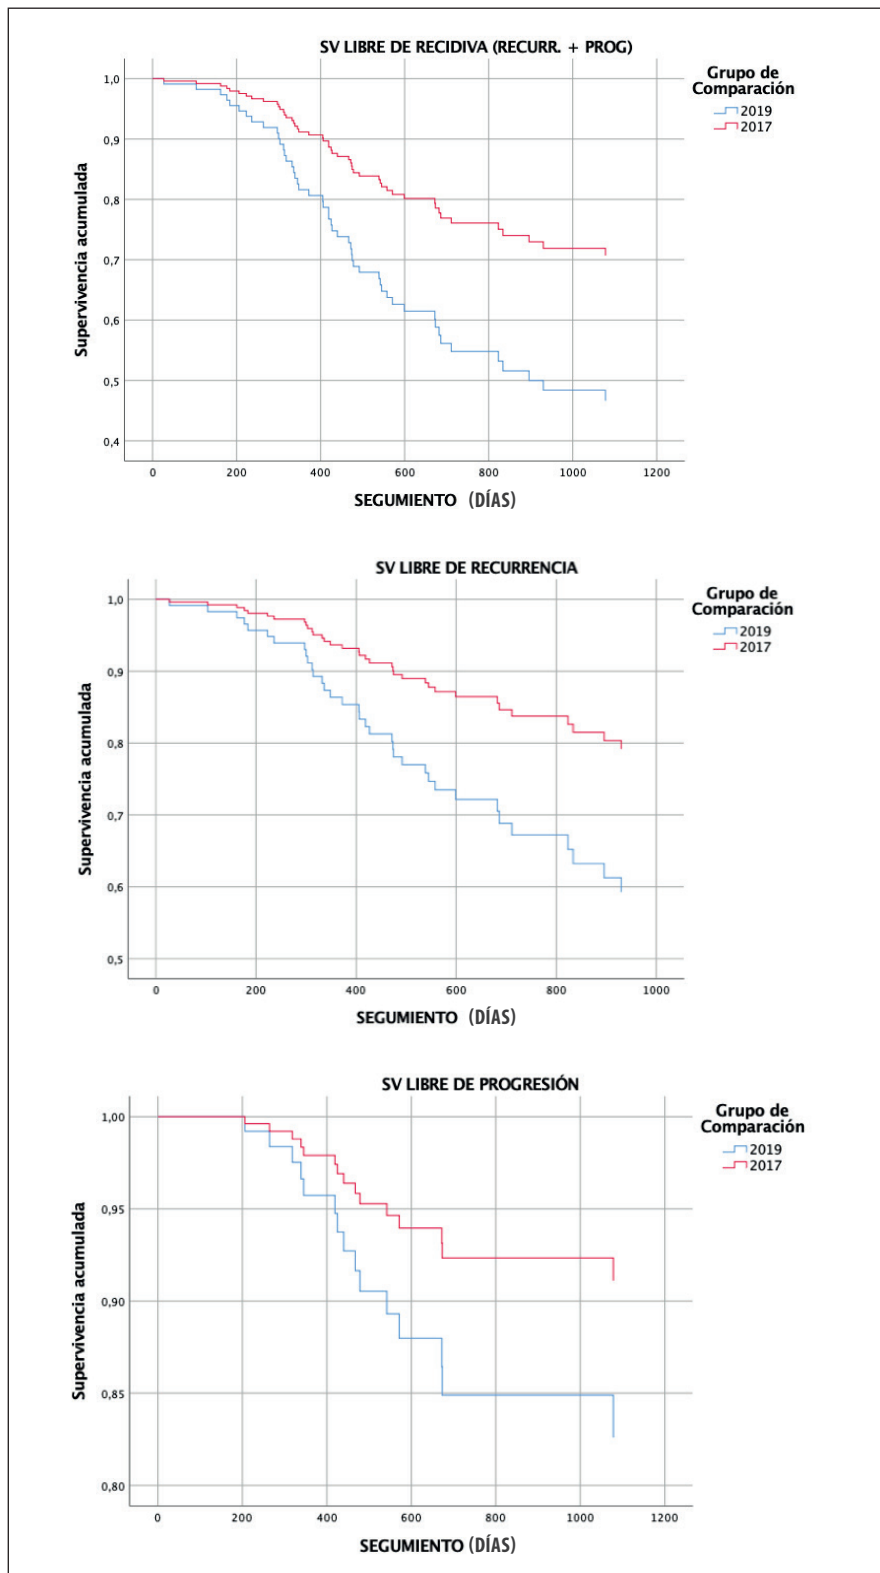 SV LIBRE DE RECIDIVA (RECURR. + PROG)
Grupo de
Comparación
2019
2017
Supervivencia acumulada
1,0
0,9
0,8
0,7
0,6
0,5
0,4
0 200 400 600 800 1000 1200
SEGUMIENTO (DÍAS)
SV LIBRE DE RECURRENCIA
Grupo de
Comparación
2019
2017
Supervivencia acumulada
1,0
0,9
0,8
0,7
0,6
0,5
0 200 400 600 800 1000
SEGUMIENTO (DÍAS)
SV LIBRE DE PROGRESIÓN
Grupo de
Comparación
2019
2017
Supervivencia acumulada
1,00
0,95
0,90
0,85
0,80
0 200 400 600 800 1000 1200
SEGUMIENTO (DÍAS)